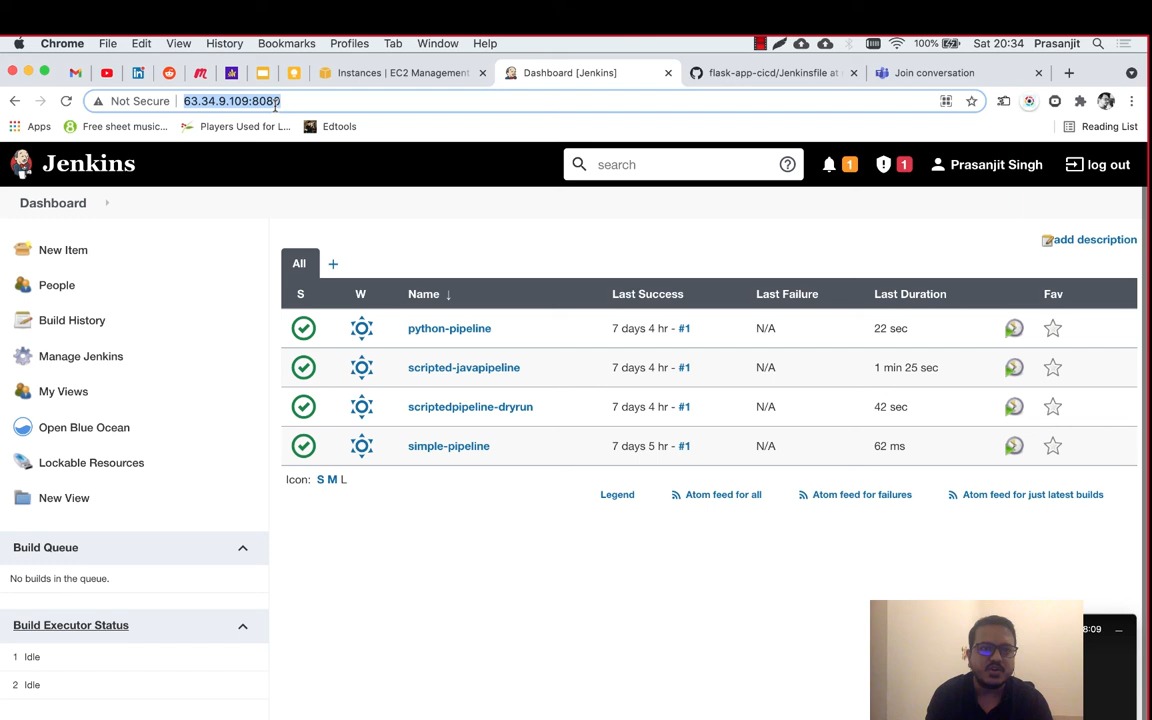 Chrome File Edit View History Bookmarks Profiles Tab Window Help 100% Sat 20:34 Prasanjit
Instances | EC2 Management Dashboard [Jenkins] flask-app-cicd/Jenkinsfile at Join conversation
Not Secure 63.34.9.109:8080
Apps Free sheet music... Players Used for L... Edtools Reading List
Jenkins search 1 1 Prasanjit Singh log out
Dashboard
add description
New Item
People
Build History
Manage Jenkins
My Views
Open Blue Ocean
Lockable Resources
New View
All +
S W Name ↓ Last Success Last Failure Last Duration Fav
python-pipeline 7 days 4 hr - #1 N/A 22 sec
scripted-javapipeline 7 days 4 hr - #1 N/A 1 min 25 sec
scriptedpipeline-dryrun 7 days 4 hr - #1 N/A 42 sec
simple-pipeline 7 days 5 hr - #1 N/A 62 ms
Icon: S M L
Legend Atom feed for all Atom feed for failures Atom feed for just latest builds
Build Queue
No builds in the queue.
Build Executor Status
1 Idle
2 Idle
8:09